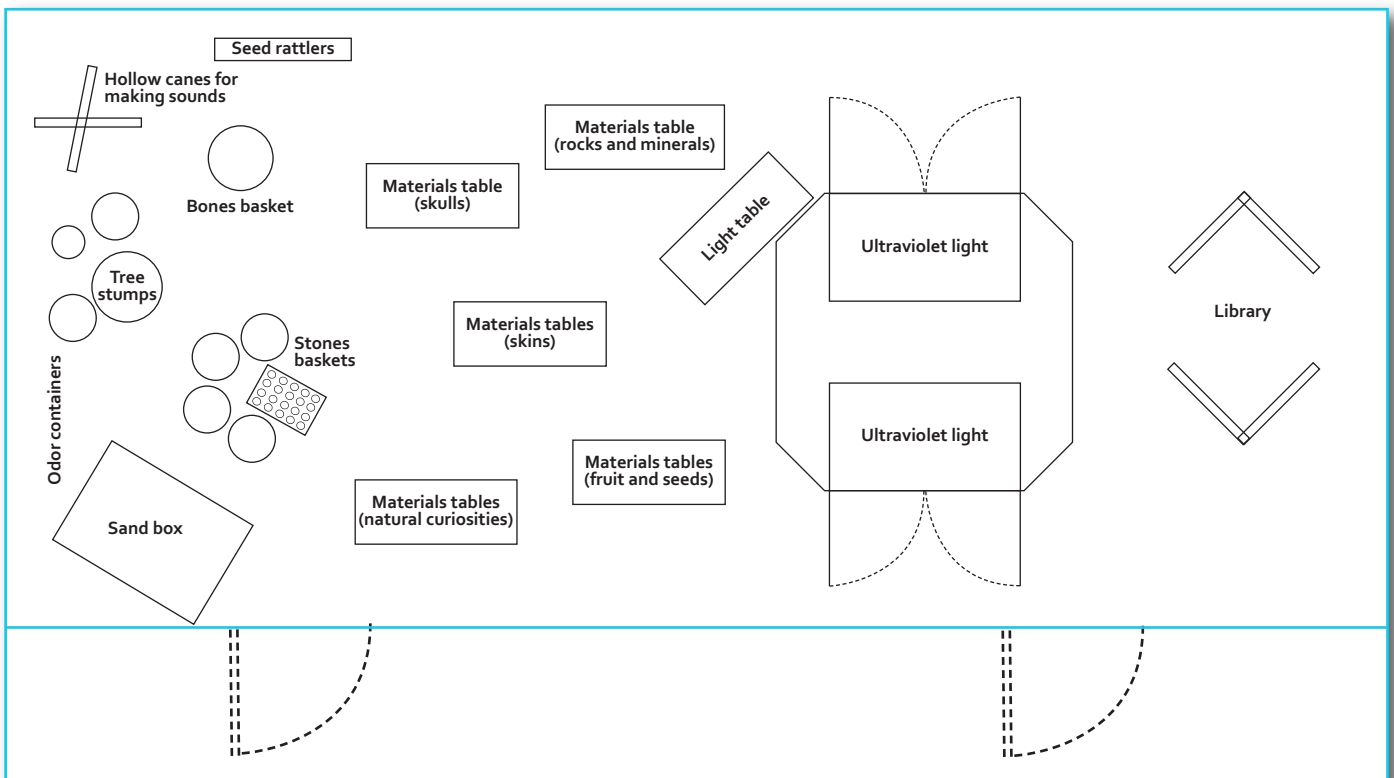 Seed rattlers
Hollow canes for
making sounds
Bones basket
Materials table
(rocks and minerals)
Materials table
(skulls)
Light table
Ultraviolet light
Tree
stumps
Library
Materials tables
(skins)
Stones
baskets
Odor containers
Ultraviolet light
Materials tables
(fruit and seeds)
Materials tables
(natural curiosities)
Sand box